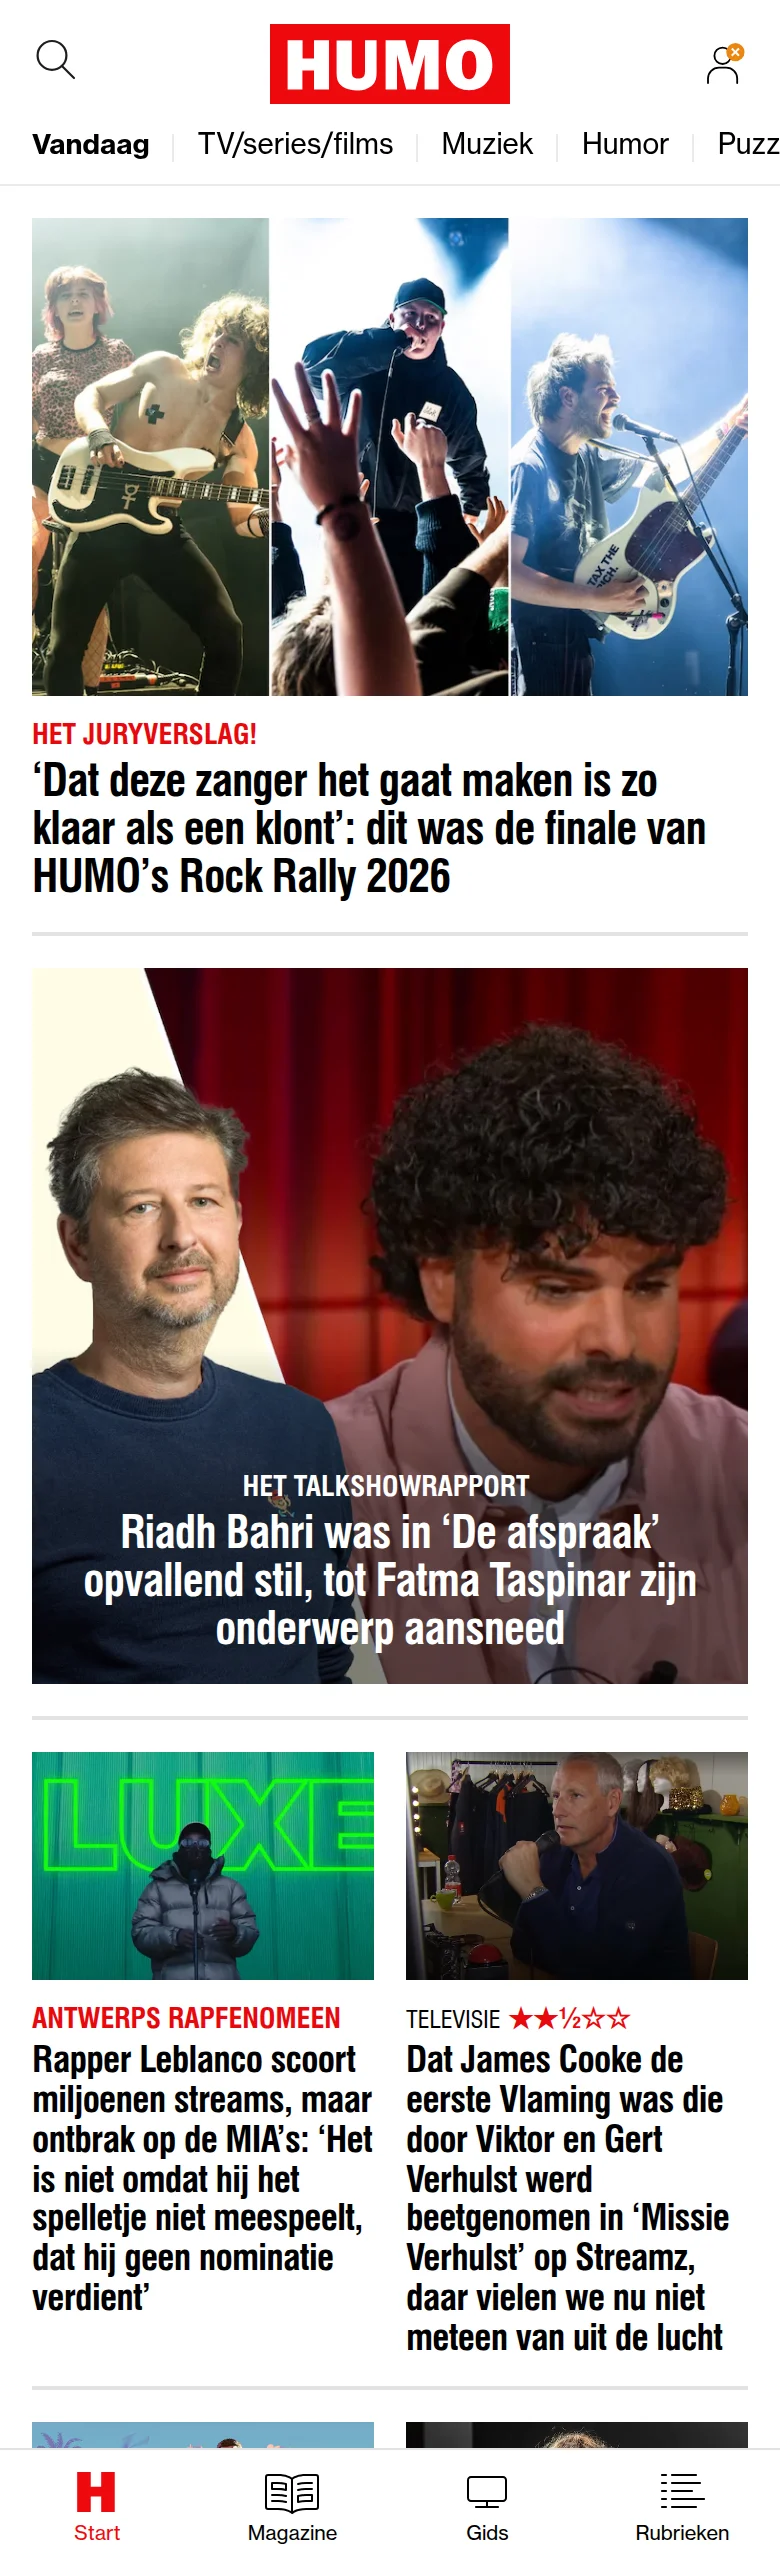 HUMO
Vandaag
TV/series/films
Muziek
Humor
Puzz
TAX THE
RICH.
HET JURYVERSLAG!
‘Dat deze zanger het gaat maken is zo
klaar als een klont’: dit was de finale van
HUMO’s Rock Rally 2026
HET TALKSHOWRAPPORT
Riadh Bahri was in ‘De afspraak’
opvallend stil, tot Fatma Taspinar zijn
onderwerp aansneed
LUXE
ANTWERPS RAPFENOMEEN
Rapper Leblanco scoort
miljoenen streams, maar
ontbrak op de MIA’s: ‘Het
is niet omdat hij het
spelletje niet meespeelt,
dat hij geen nominatie
verdient’
TELEVISIE ★★½☆☆
Dat James Cooke de
eerste Vlaming was die
door Viktor en Gert
Verhulst werd
beetgenomen in ‘Missie
Verhulst’ op Streamz,
daar vielen we nu niet
meteen van uit de lucht
H
Start
Magazine
Gids
Rubrieken